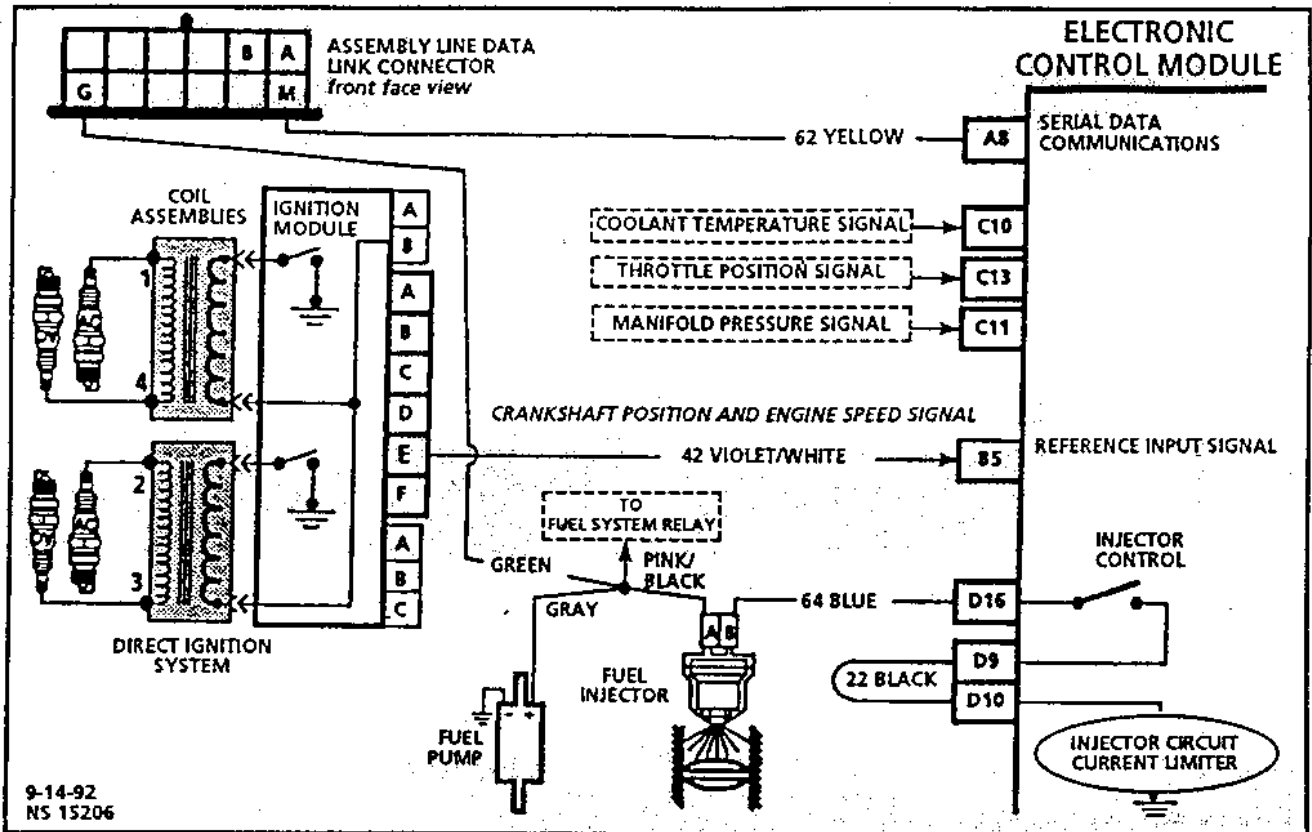 ELECTRONIC
CONTROL MODULE
B A
G M
ASSEMBLY LINE DATA
LINK CONNECTOR
front face view
62 YELLOW
A8
SERIAL DATA
COMMUNICATIONS
COIL
ASSEMBLIES
IGNITION
MODULE
A
B
A
B
C
D
E
F
A
B
C
1
4
2
3
DIRECT IGNITION
SYSTEM
COOLANT TEMPERATURE SIGNAL
C10
THROTTLE POSITION SIGNAL
C13
MANIFOLD PRESSURE SIGNAL
C11
CRANKSHAFT POSITION AND ENGINE SPEED SIGNAL
42 VIOLET/WHITE
B5
REFERENCE INPUT SIGNAL
TO
FUEL SYSTEM RELAY
GREEN
PINK/
BLACK
GRAY
64 BLUE
D16
INJECTOR
CONTROL
A B
FUEL
INJECTOR
D9
22 BLACK
D10
- +
FUEL
PUMP
INJECTOR CIRCUIT
CURRENT LIMITER
9-14-92
NS 15206